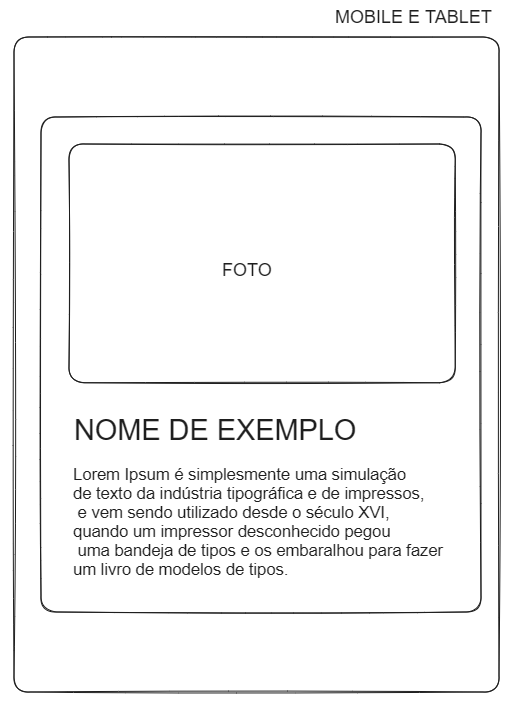 MOBILE E TABLET
FOTO
NOME DE EXEMPLO
Lorem Ipsum é simplesmente uma simulação
de texto da indústria tipográfica e de impressos,
e vem sendo utilizado desde o século XVI,
quando um impressor desconhecido pegou
uma bandeja de tipos e os embaralhou para fazer
um livro de modelos de tipos.